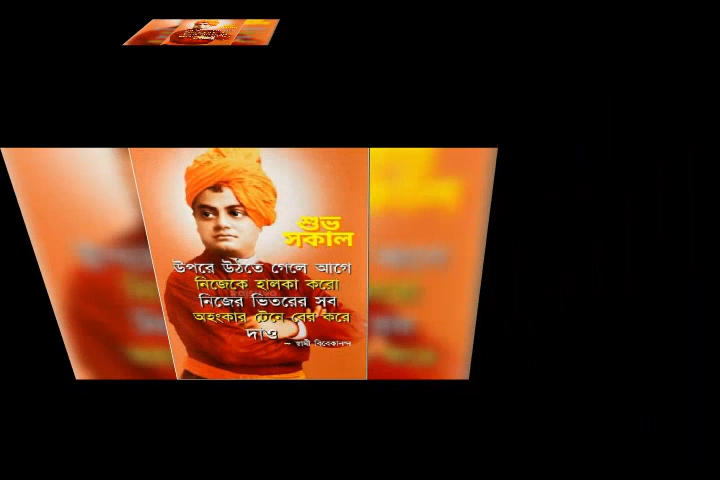 শুভ
সকাল
উপরে উঠতে গেলে আগে
নিজেকে হালকা করো
নিজের ভিতরের সব
অহংকার টেনে বের করে
দাও
– স্বামী বিবেকানন্দ